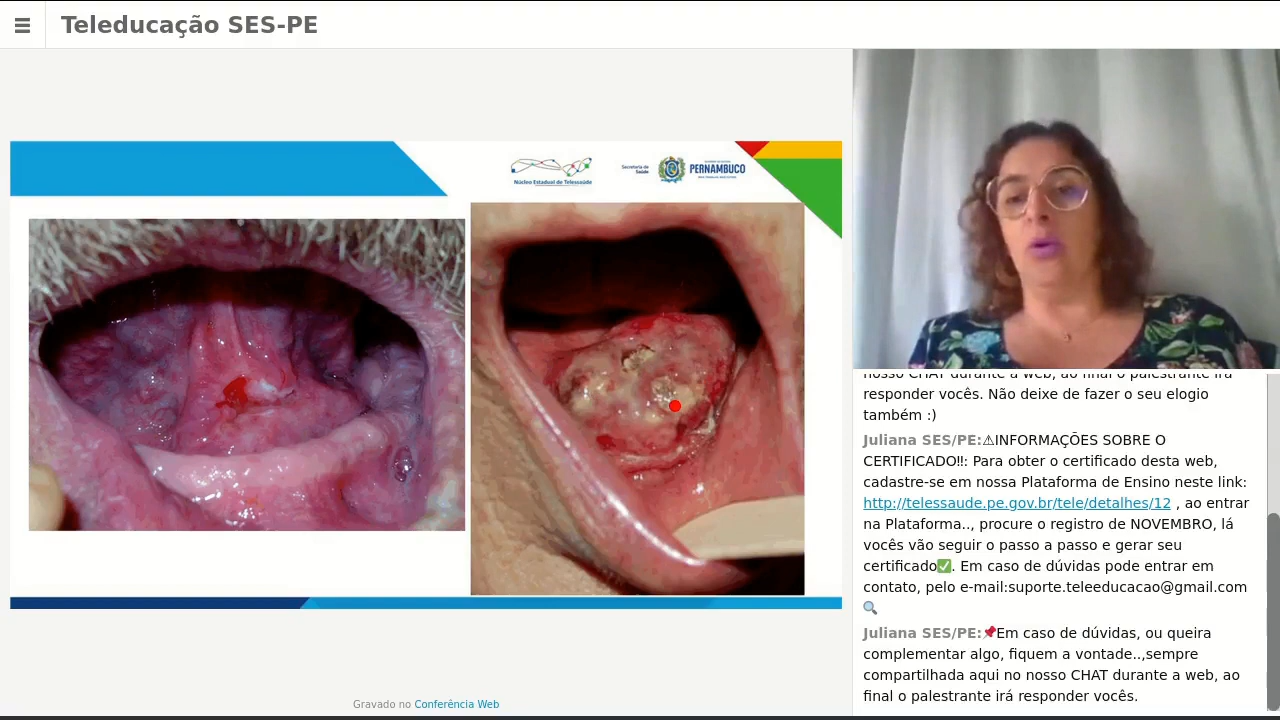 Teleducação SES-PE
Núcleo Estadual de Telessaúde
Secretaria de
Saúde
PERNAMBUCO
nosso CHAT durante a web, ao final o palestrante irá
responder vocês. Não deixe de fazer o seu elogio
também :)
Juliana SES/PE:⚠INFORMAÇÕES SOBRE O
CERTIFICADO‼: Para obter o certificado desta web,
cadastre-se em nossa Plataforma de Ensino neste link:
http://telessaude.pe.gov.br/tele/detalhes/12 , ao entrar
na Plataforma.., procure o registro de NOVEMBRO, lá
vocês vão seguir o passo a passo e gerar seu
certificado✅. Em caso de dúvidas pode entrar em
contato, pelo e-mail:suporte.teleeducacao@gmail.com
🔍
Juliana SES/PE:📌Em caso de dúvidas, ou queira
complementar algo, fiquem a vontade..,sempre
compartilhada aqui no nosso CHAT durante a web, ao
final o palestrante irá responder vocês.
Gravado no Conferência Web